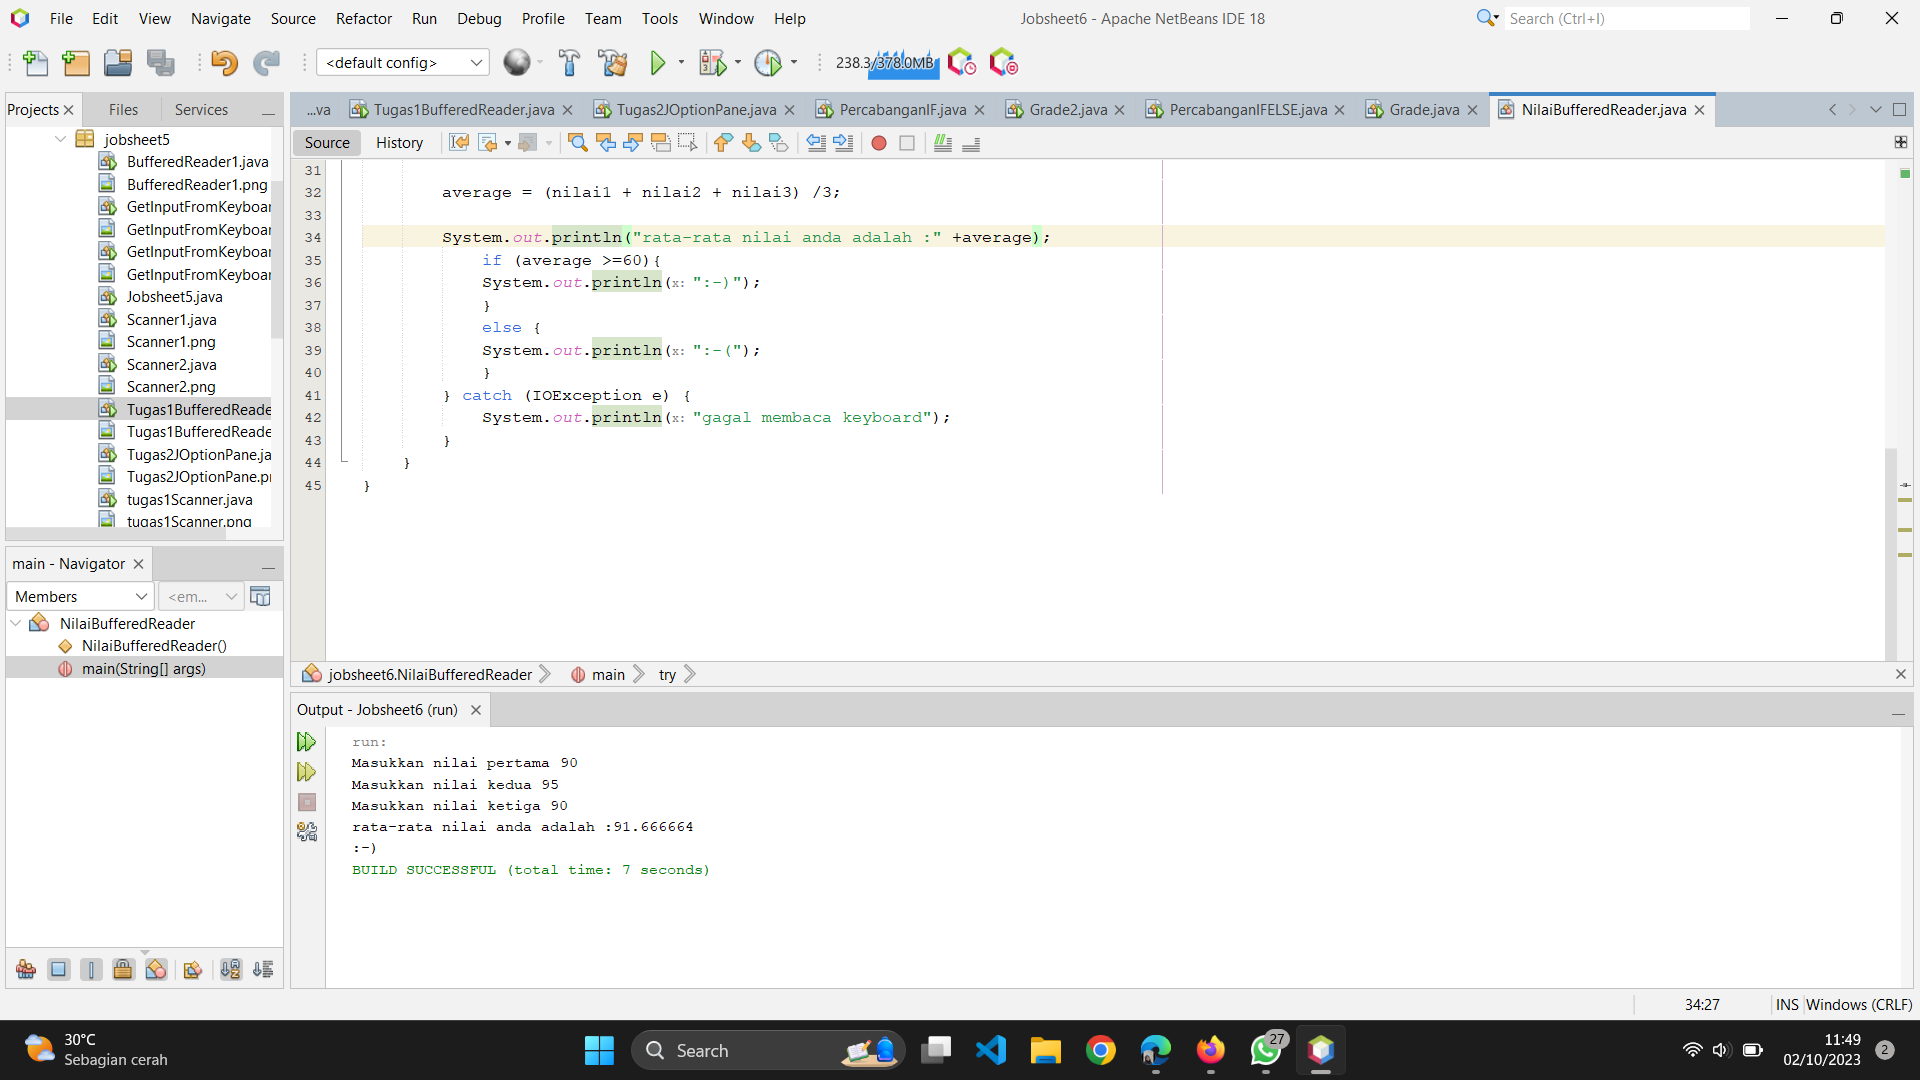 File Edit View Navigate Source Refactor Run Debug Profile Team Tools Window Help
Jobsheet6 - Apache NetBeans IDE 18
Search (Ctrl+I)
<default config>
238.3/378.0MB
Projects Files Services
...va Tugas1BufferedReader.java Tugas2JOptionPane.java PercabanganIF.java Grade2.java PercabanganIFELSE.java Grade.java NilaiBufferedReader.java
Source History
jobsheet5
BufferedReader1.java
BufferedReader1.png
GetInputFromKeyboar
GetInputFromKeyboar
GetInputFromKeyboar
GetInputFromKeyboar
Jobsheet5.java
Scanner1.java
Scanner1.png
Scanner2.java
Scanner2.png
Tugas1BufferedReade
Tugas1BufferedReade
Tugas2JOptionPane.ja
Tugas2JOptionPane.pr
tugas1Scanner.java
tugas1Scanner.png
31
32 average = (nilai1 + nilai2 + nilai3) /3;
33
34 System.out.println("rata-rata nilai anda adalah :" +average);
35 if (average >=60){
36 System.out.println(x: ":-)");
37 }
38 else {
39 System.out.println(x: ":-(");
40 }
41 } catch (IOException e) {
42 System.out.println(x: "gagal membaca keyboard");
43 }
44 }
45 }
main - Navigator
Members <em...
NilaiBufferedReader
NilaiBufferedReader()
main(String[] args)
jobsheet6.NilaiBufferedReader main try
Output - Jobsheet6 (run)
run:
Masukkan nilai pertama 90
Masukkan nilai kedua 95
Masukkan nilai ketiga 90
rata-rata nilai anda adalah :91.666664
:-)
BUILD SUCCESSFUL (total time: 7 seconds)
34:27 INS Windows (CRLF)
30°C
Sebagian cerah
Search
27
11:49
02/10/2023
2